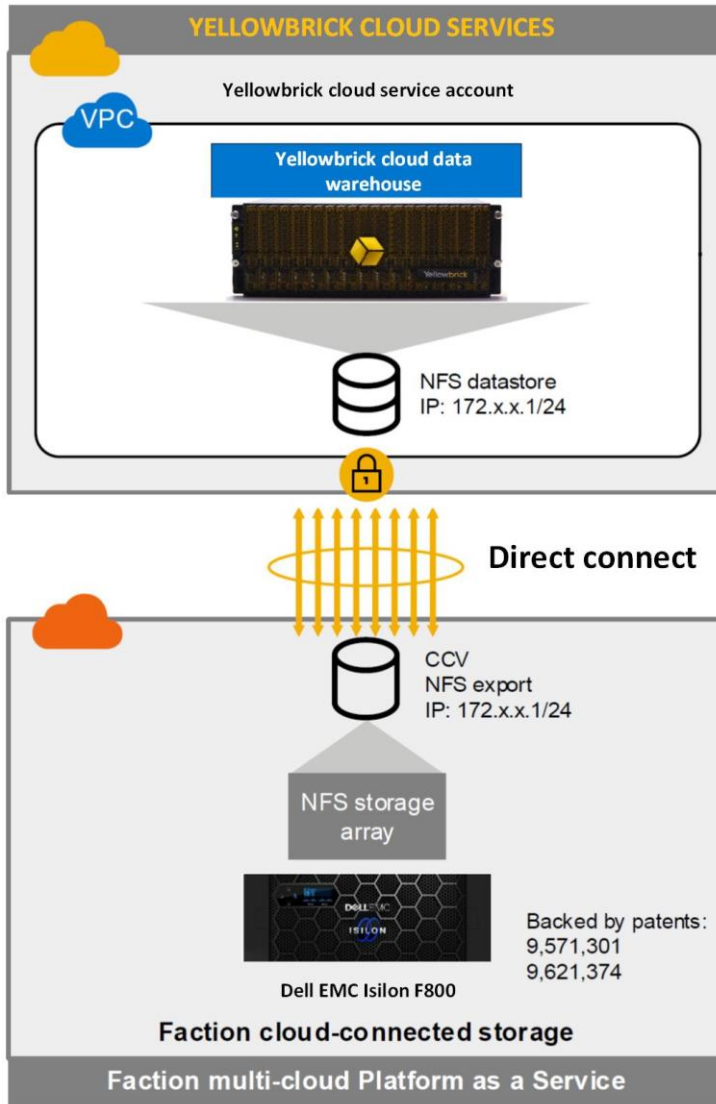 YELLOWBRICK CLOUD SERVICES
Yellowbrick cloud service account
VPC
Yellowbrick cloud data
warehouse
Yellowbrick
NFS datastore
IP: 172.x.x.1/24
Direct connect
CCV
NFS export
IP: 172.x.x.1/24
NFS storage
array
DELL EMC
ISILON
Backed by patents:
9,571,301
9,621,374
Dell EMC Isilon F800
Faction cloud-connected storage
Faction multi-cloud Platform as a Service